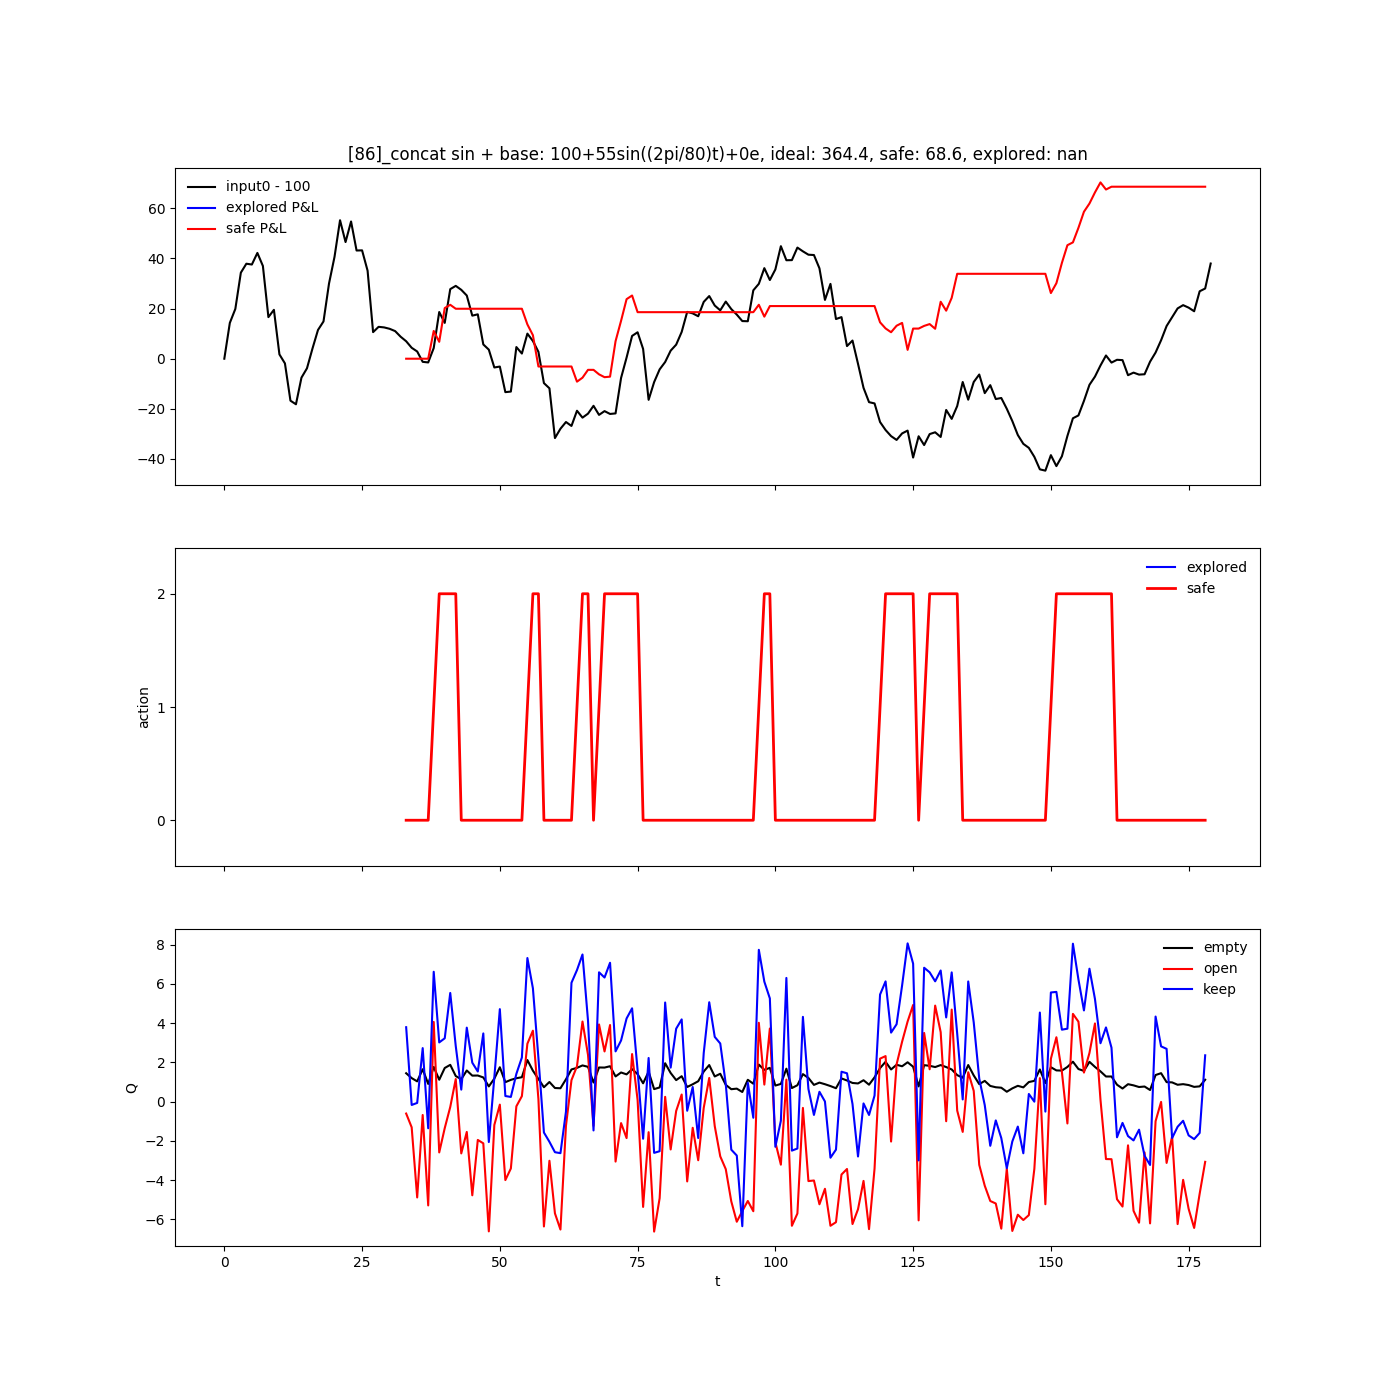 [86]_concat sin + base: 100+55sin((2pi/80)t)+0e, ideal: 364.4, safe: 68.6, explored: nan
input0 - 100
explored P&L
safe P&L
60
40
20
0
−20
−40
explored
safe
2
1
0
action
empty
open
keep
8
6
4
2
0
−2
−4
−6
Q
0 25 50 75 100 125 150 175
t